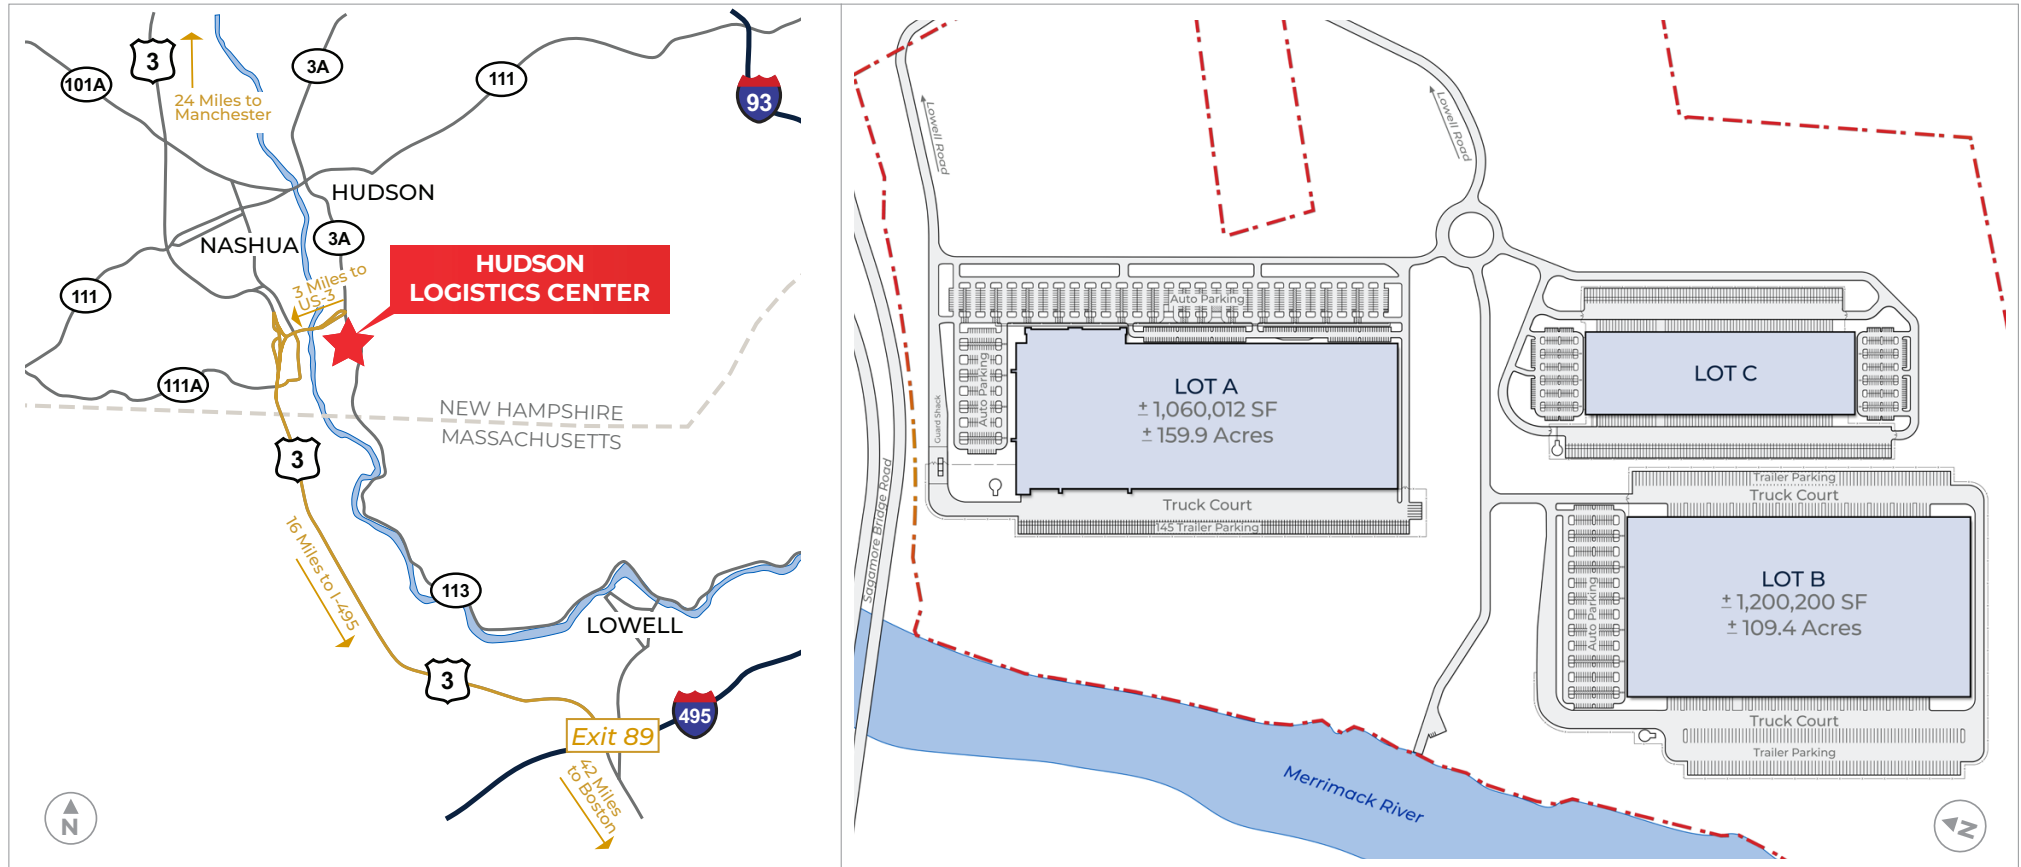 3
3A
101A
111
93
24 Miles to
Manchester
HUDSON
NASHUA
3A
HUDSON
LOGISTICS CENTER
3 Miles to
US-3
111
111A
NEW HAMPSHIRE
MASSACHUSETTS
3
16 Miles to I-495
113
LOWELL
3
495
Exit 89
42 Miles
to Boston
N
Lowell Road
Lowell Road
Auto Parking
Auto Parking
Guard Shack
LOT A
± 1,060,012 SF
± 159.9 Acres
Truck Court
145 Trailer Parking
Sagamore Bridge Road
LOT C
Trailer Parking
Truck Court
Auto Parking
LOT B
± 1,200,200 SF
± 109.4 Acres
Truck Court
Trailer Parking
Merrimack River
N